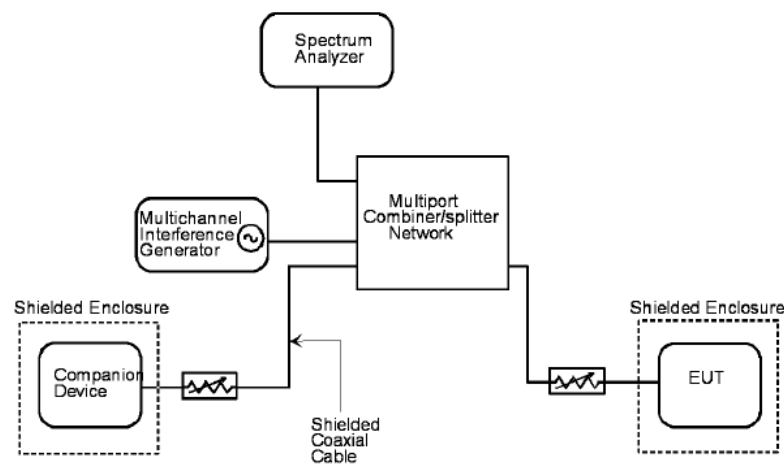 Spectrum
Analyzer
Multiport
Combiner/splitter
Network
Multichannel
Interference
Generator
Shielded Enclosure
Shielded Enclosure
Companion
Device
EUT
Shielded
Coaxial
Cable